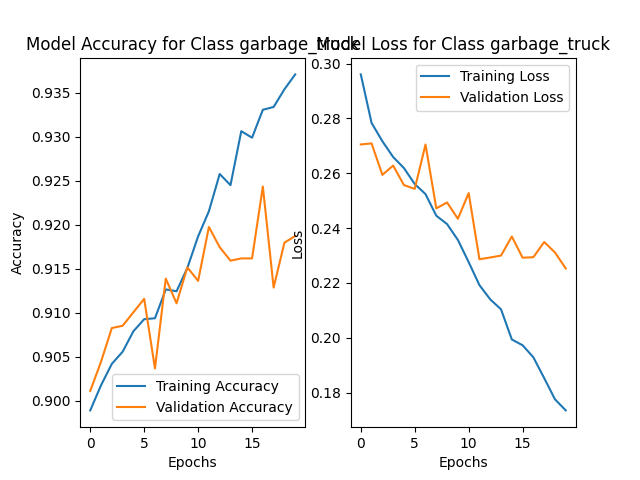 Model Accuracy for Class garbage_truck
Model Loss for Class garbage_truck
0.935
0.930
0.925
0.920
0.915
0.910
0.905
0.900
Accuracy
Training Accuracy
Validation Accuracy
0 5 10 15
Epochs
0.30
0.28
0.26
0.24
0.22
0.20
0.18
Loss
Training Loss
Validation Loss
0 5 10 15
Epochs